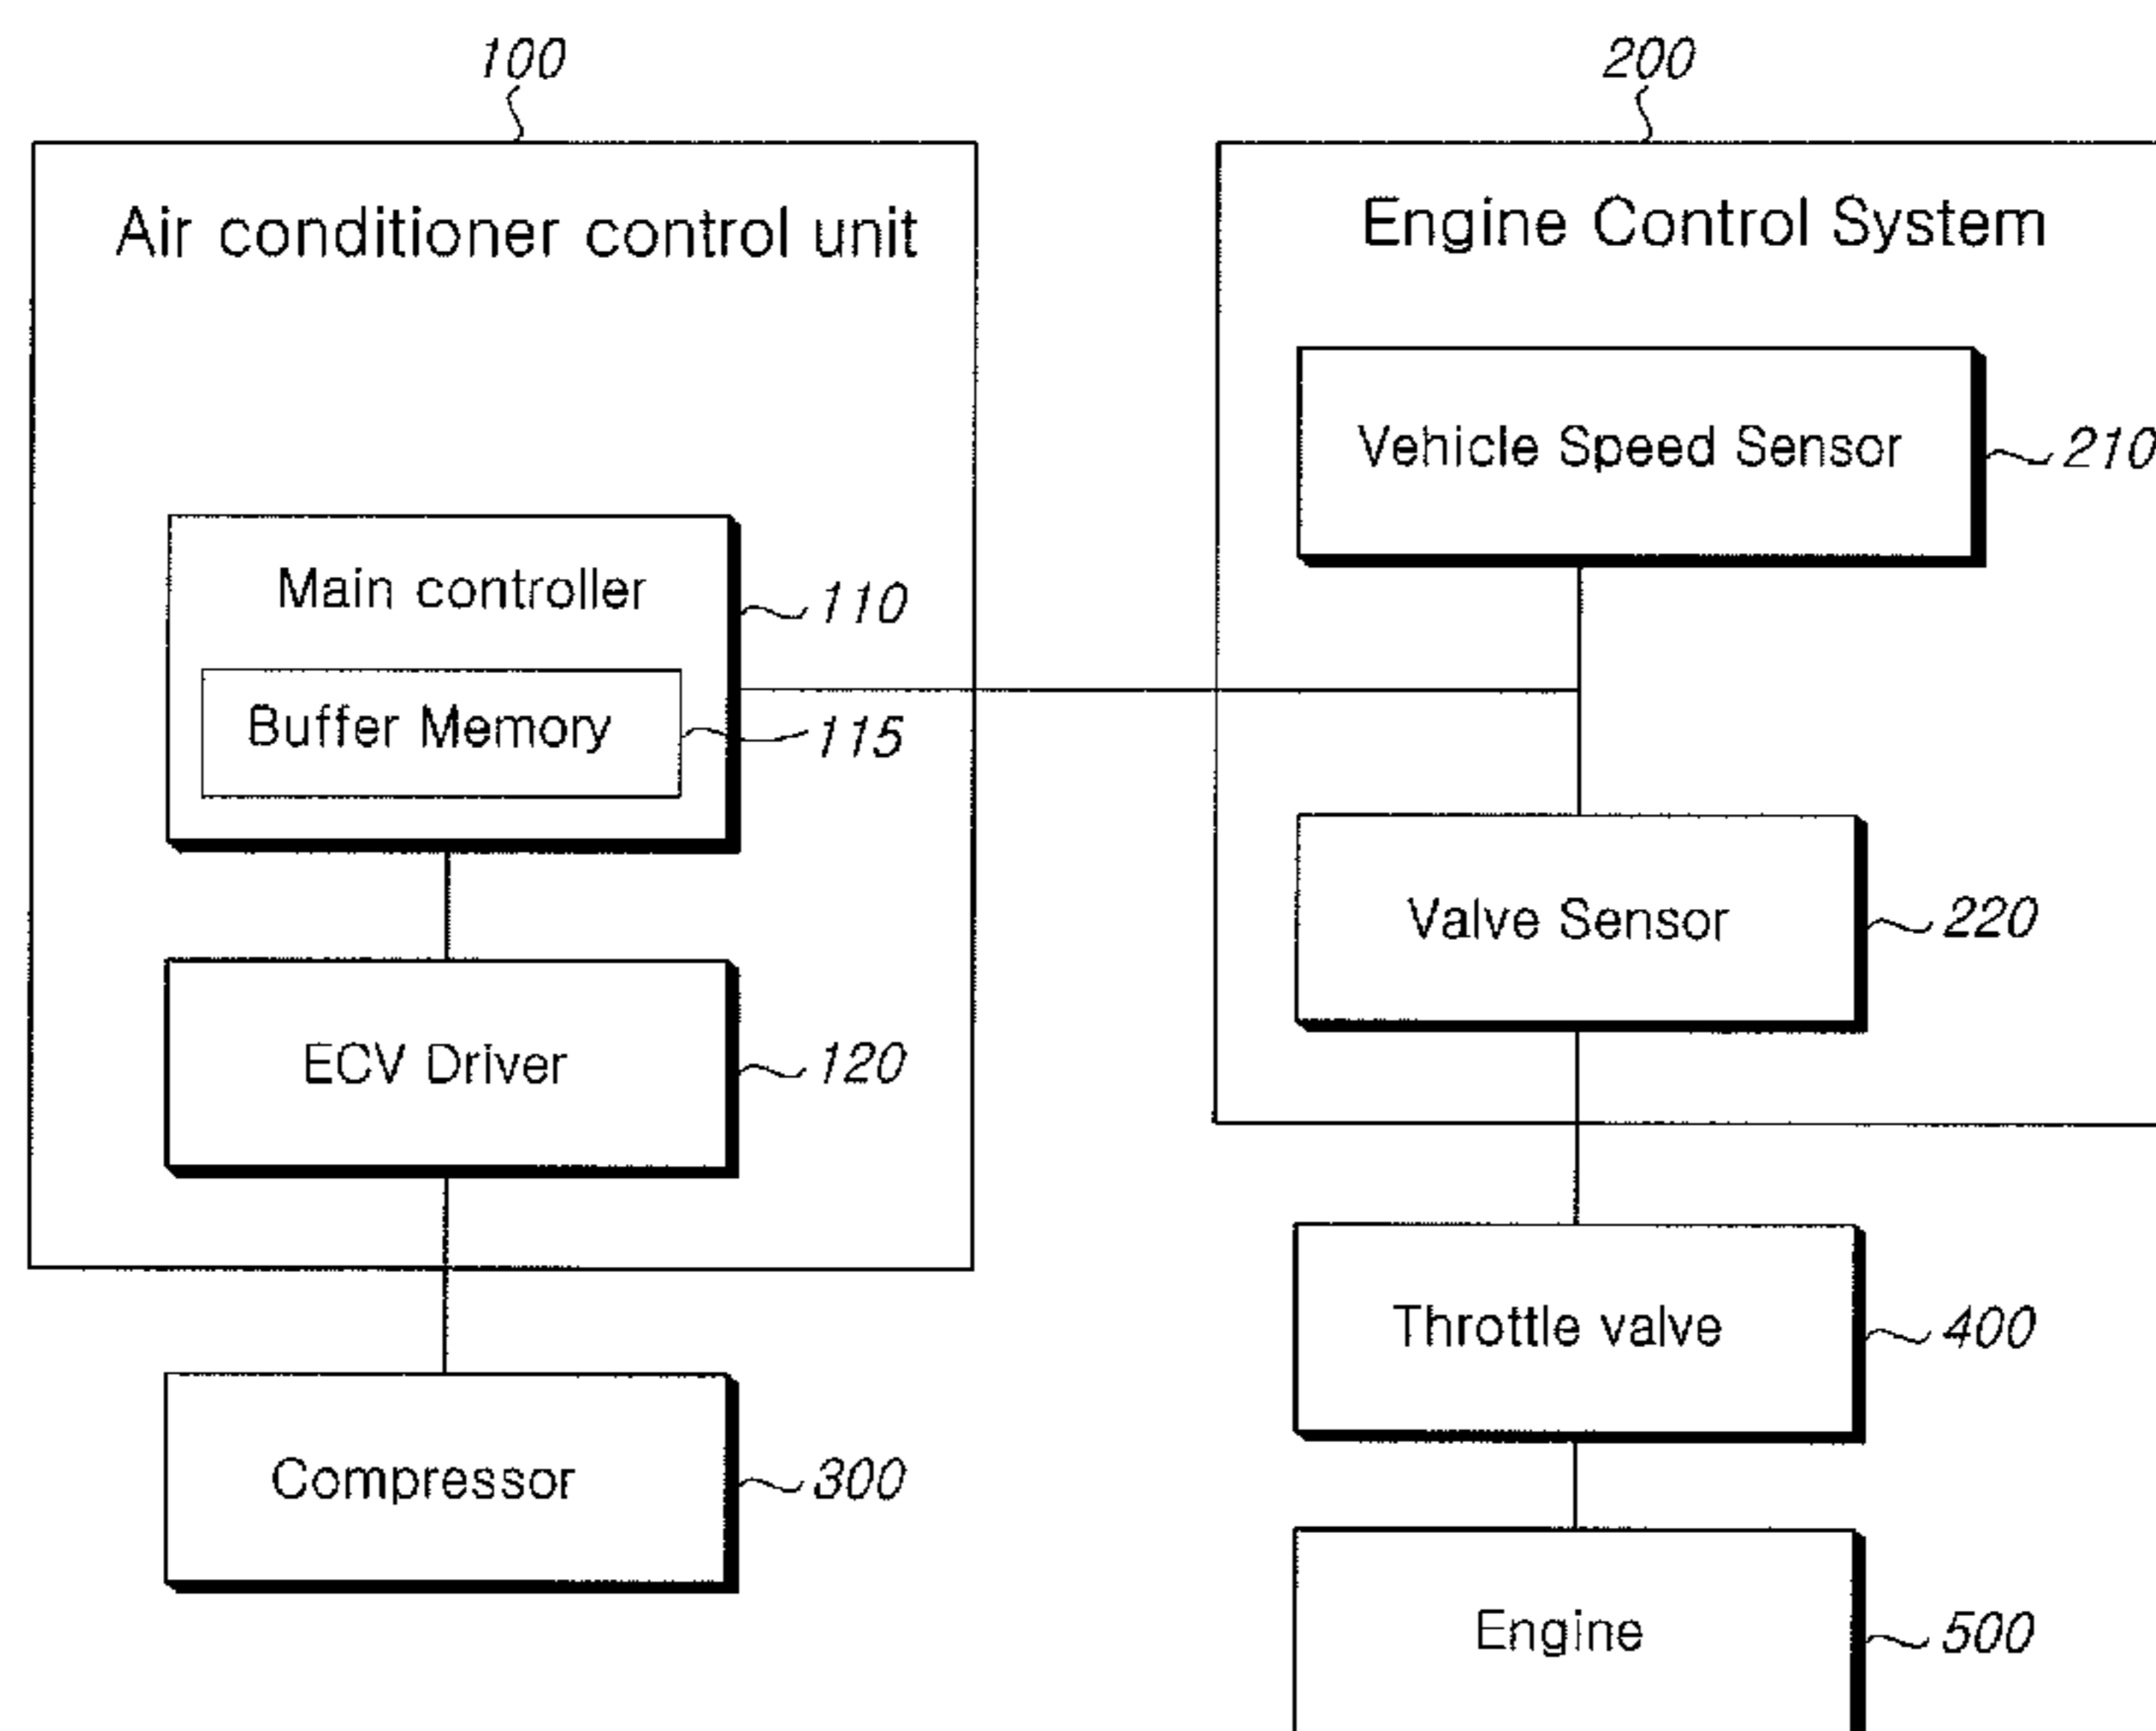 100
Air conditioner control unit
Main controller
110
Buffer Memory
115
ECV Driver
120
Compressor
300
200
Engine Control System
Vehicle Speed Sensor
210
Valve Sensor
220
Throttle valve
400
Engine
500